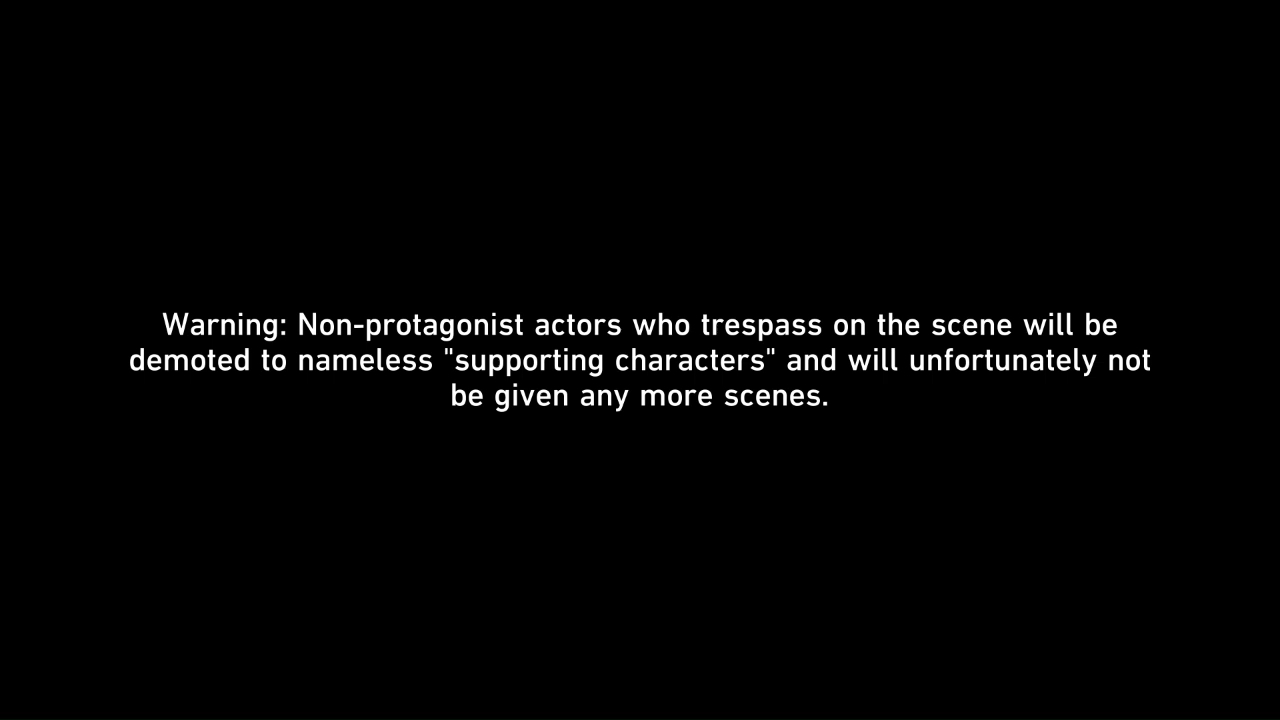 Warning: Non-protagonist actors who trespass on the scene will be
demoted to nameless "supporting characters" and will unfortunately not
be given any more scenes.